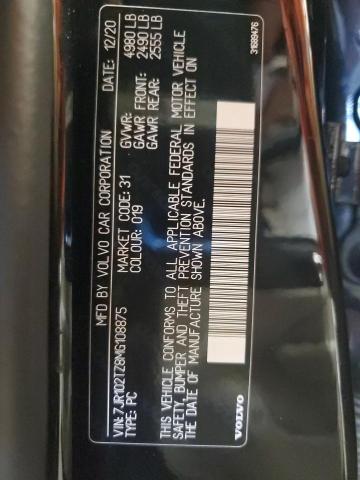 MFD BY VOLVO CAR CORPORATION DATE: 12/20
VIN: 7JR102TZ8MG108875 GVWR: 4980 LB
TYPE: PC MARKET CODE: 31 GAWR FRONT: 2490 LB
COLOUR: 019 GAWR REAR: 2555 LB
THIS VEHICLE CONFORMS TO ALL APPLICABLE FEDERAL MOTOR VEHICLE
SAFETY, BUMPER AND THEFT PREVENTION STANDARDS IN EFFECT ON
THE DATE OF MANUFACTURE SHOWN ABOVE.
VOLVO 31689476